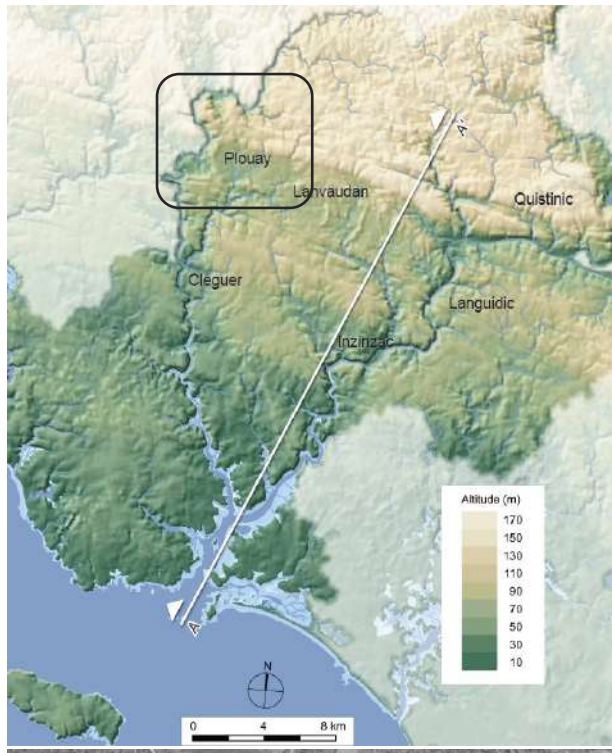 A'
Plouay
Lanvaudan
Quistinic
Cleguer
Languidic
Inzinzac
Altitude (m)
170
150
130
110
90
70
50
30
10
A
N
0 4 8 km